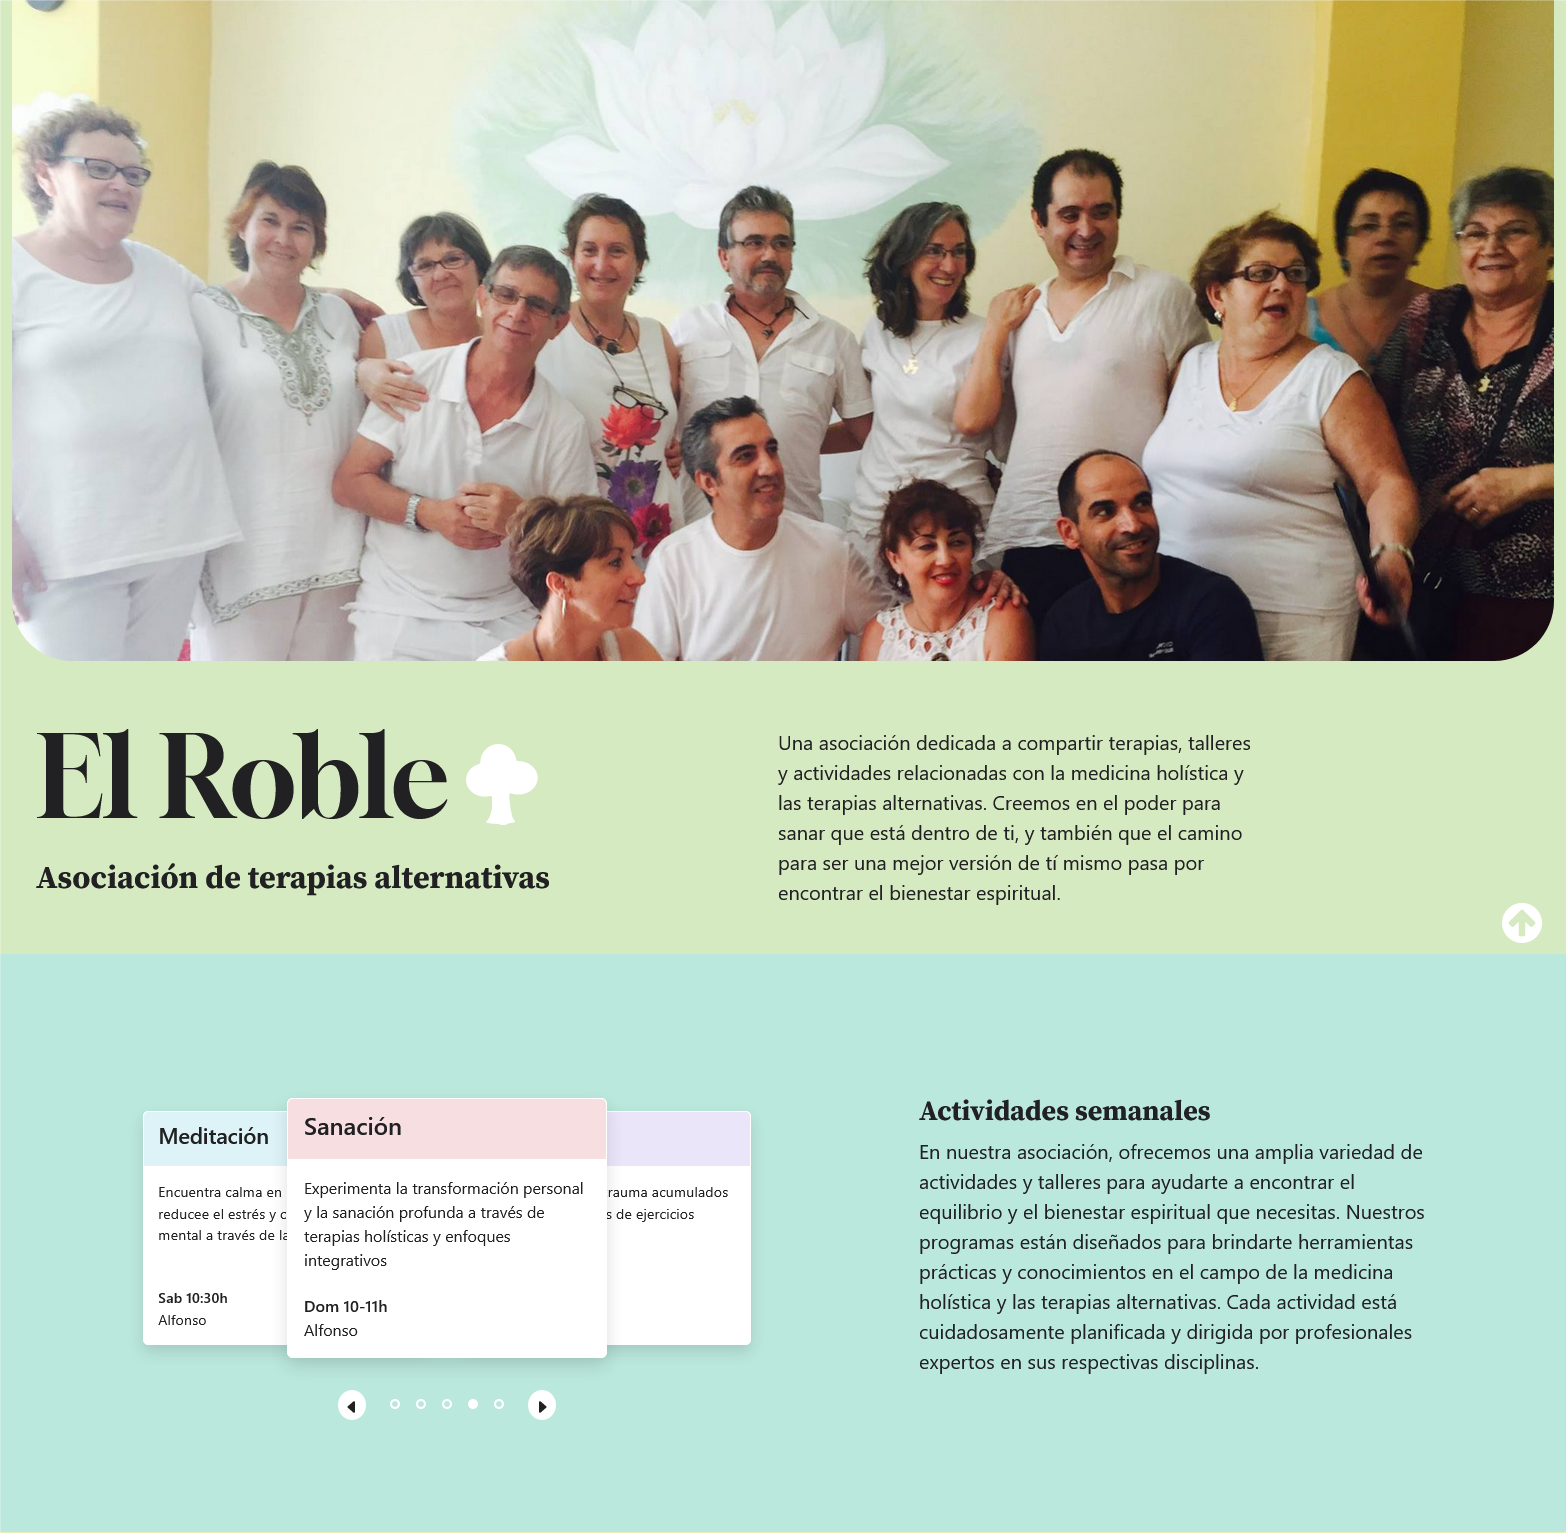 El Roble
Asociación de terapias alternativas
Una asociación dedicada a compartir terapias, talleres
y actividades relacionadas con la medicina holística y
las terapias alternativas. Creemos en el poder para
sanar que está dentro de ti, y también que el camino
para ser una mejor versión de tí mismo pasa por
encontrar el bienestar espiritual.
Meditación
Encuentra calma en
reducee el estrés y
mental a través de
Sab 10:30h
Alfonso
Sanación
Experimenta la transformación personal
y la sanación profunda a través de
terapias holísticas y enfoques
integrativos
Dom 10-11h
Alfonso
acumulados
de ejercicios
Actividades semanales
En nuestra asociación, ofrecemos una amplia variedad de
actividades y talleres para ayudarte a encontrar el
equilibrio y el bienestar espiritual que necesitas. Nuestros
programas están diseñados para brindarte herramientas
prácticas y conocimientos en el campo de la medicina
holística y las terapias alternativas. Cada actividad está
cuidadosamente planificada y dirigida por profesionales
expertos en sus respectivas disciplinas.